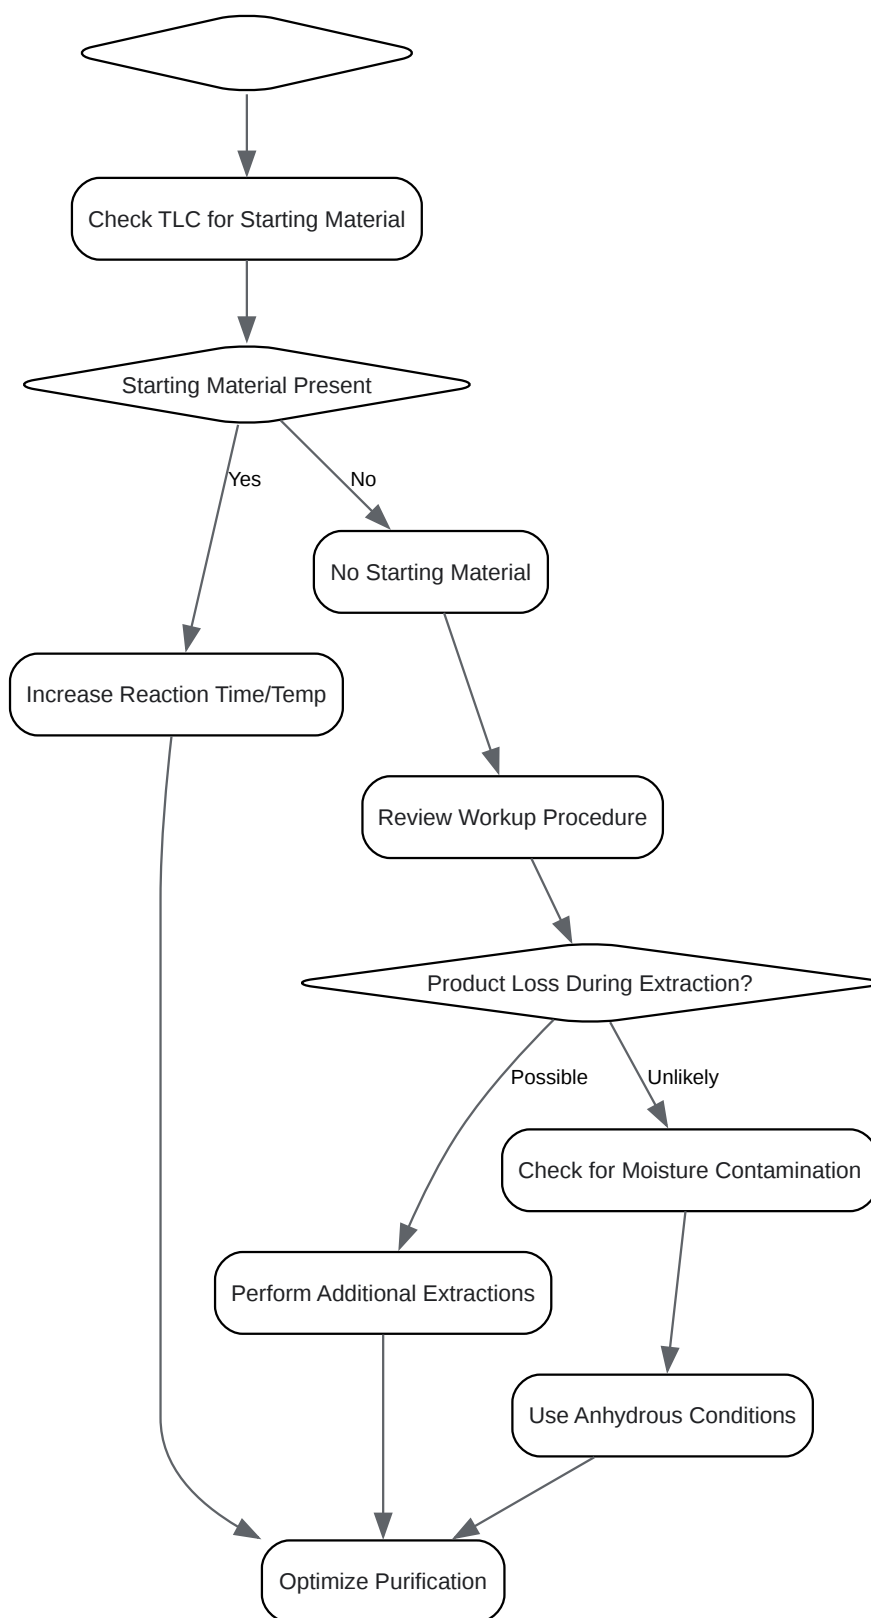 Check TLC for Starting Material
Starting Material Present
Yes
No
No Starting Material
Increase Reaction Time/Temp
Review Workup Procedure
Product Loss During Extraction?
Possible
Unlikely
Check for Moisture Contamination
Perform Additional Extractions
Use Anhydrous Conditions
Optimize Purification